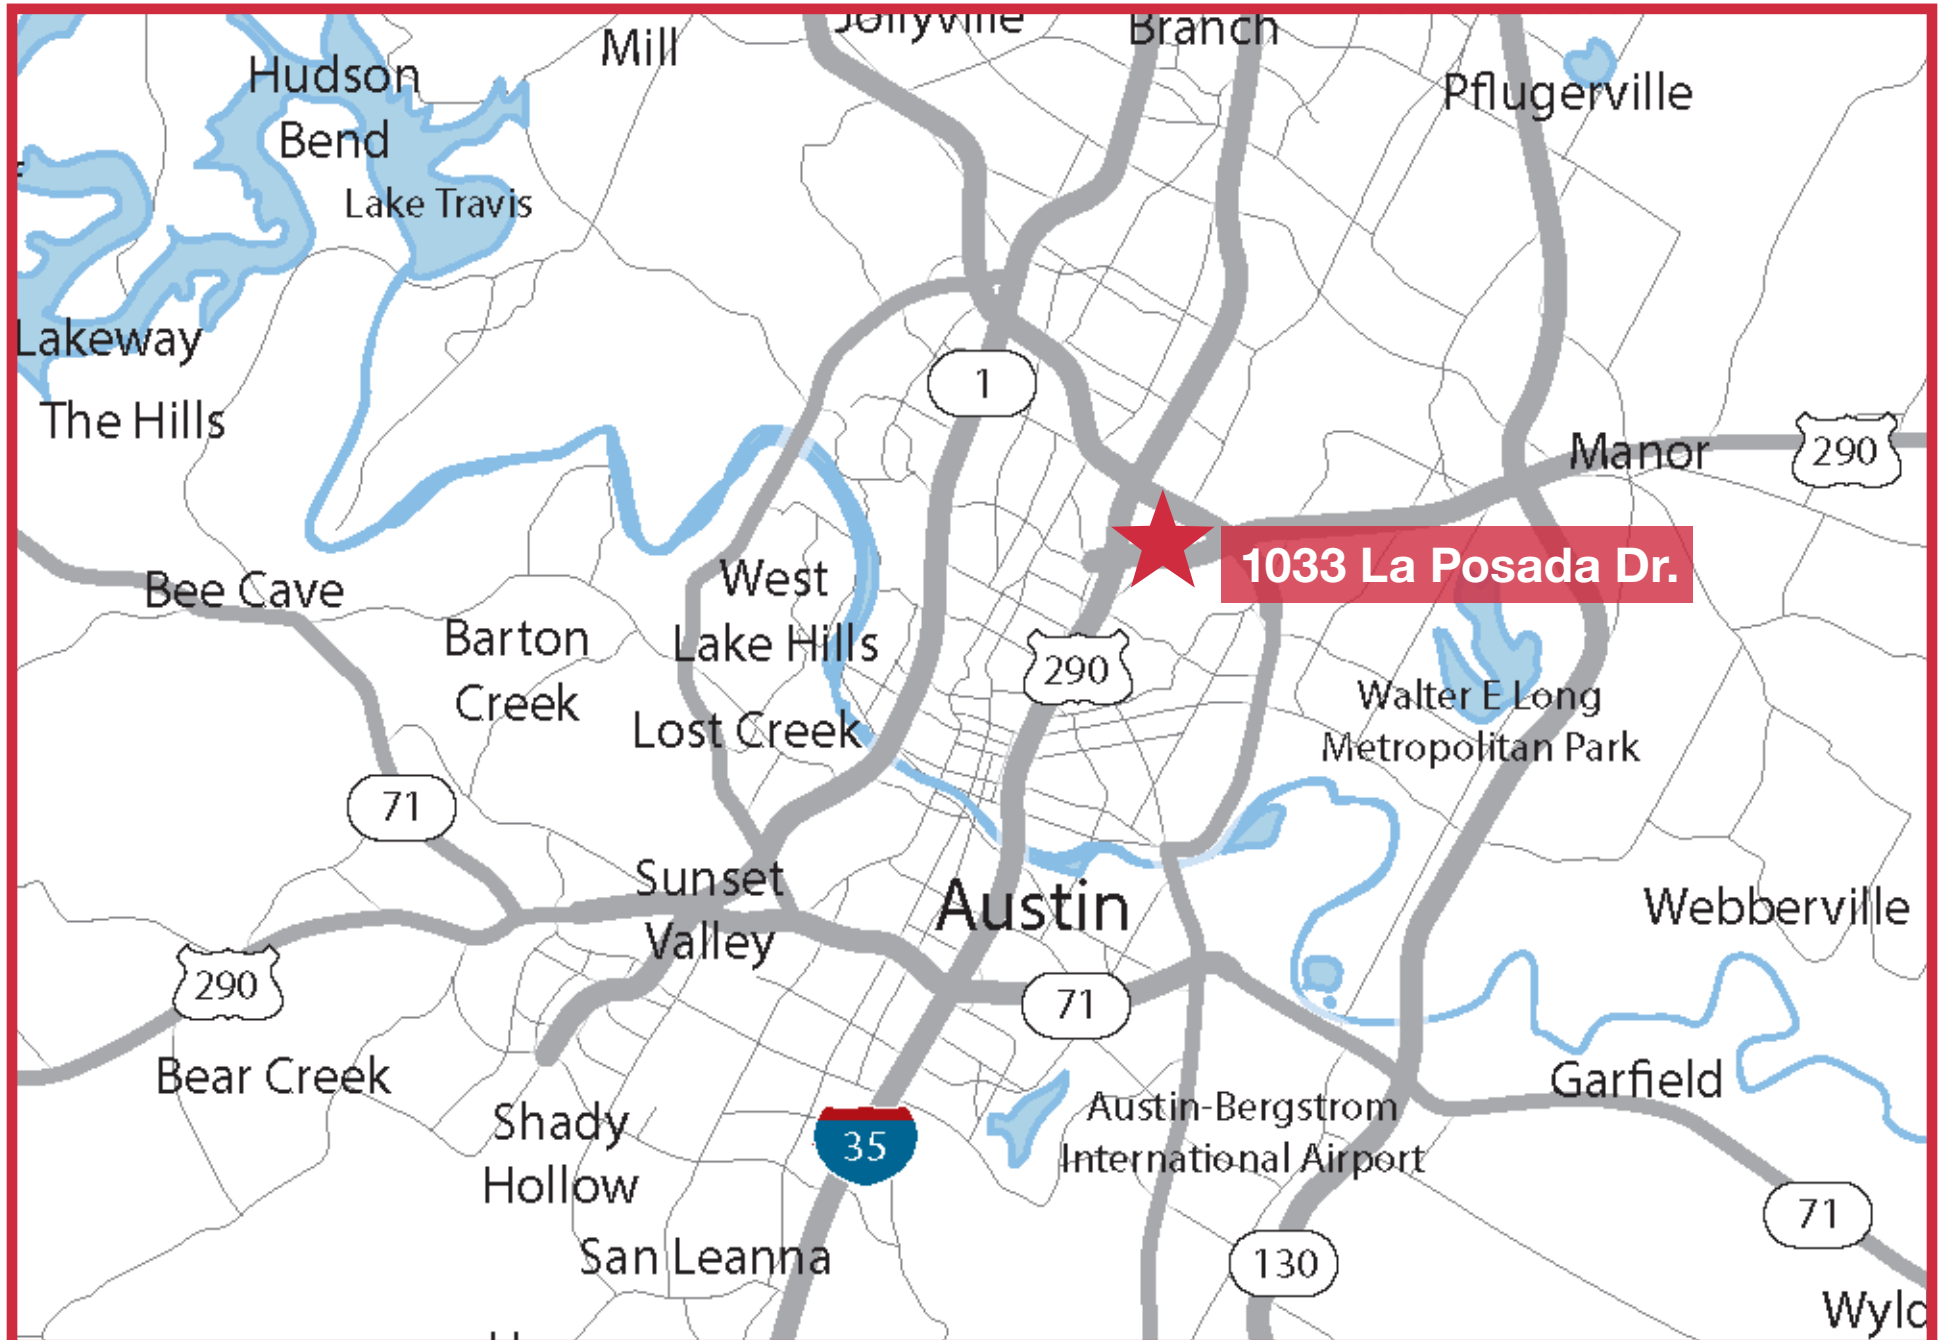 Jollyville
Branch
Mill
Hudson
Bend
Pflugerville
Lake Travis
Lakeway
The Hills
1
Manor
290
1033 La Posada Dr.
West
Lake Hills
Bee Cave
Barton
Creek
290
Walter E Long
Metropolitan Park
Lost Creek
71
Sunset
Valley
Austin
Webberville
290
71
Bear Creek
Garfield
Shady
Hollow
35
Austin-Bergstrom
International Airport
71
San Leanna
130
Wyld